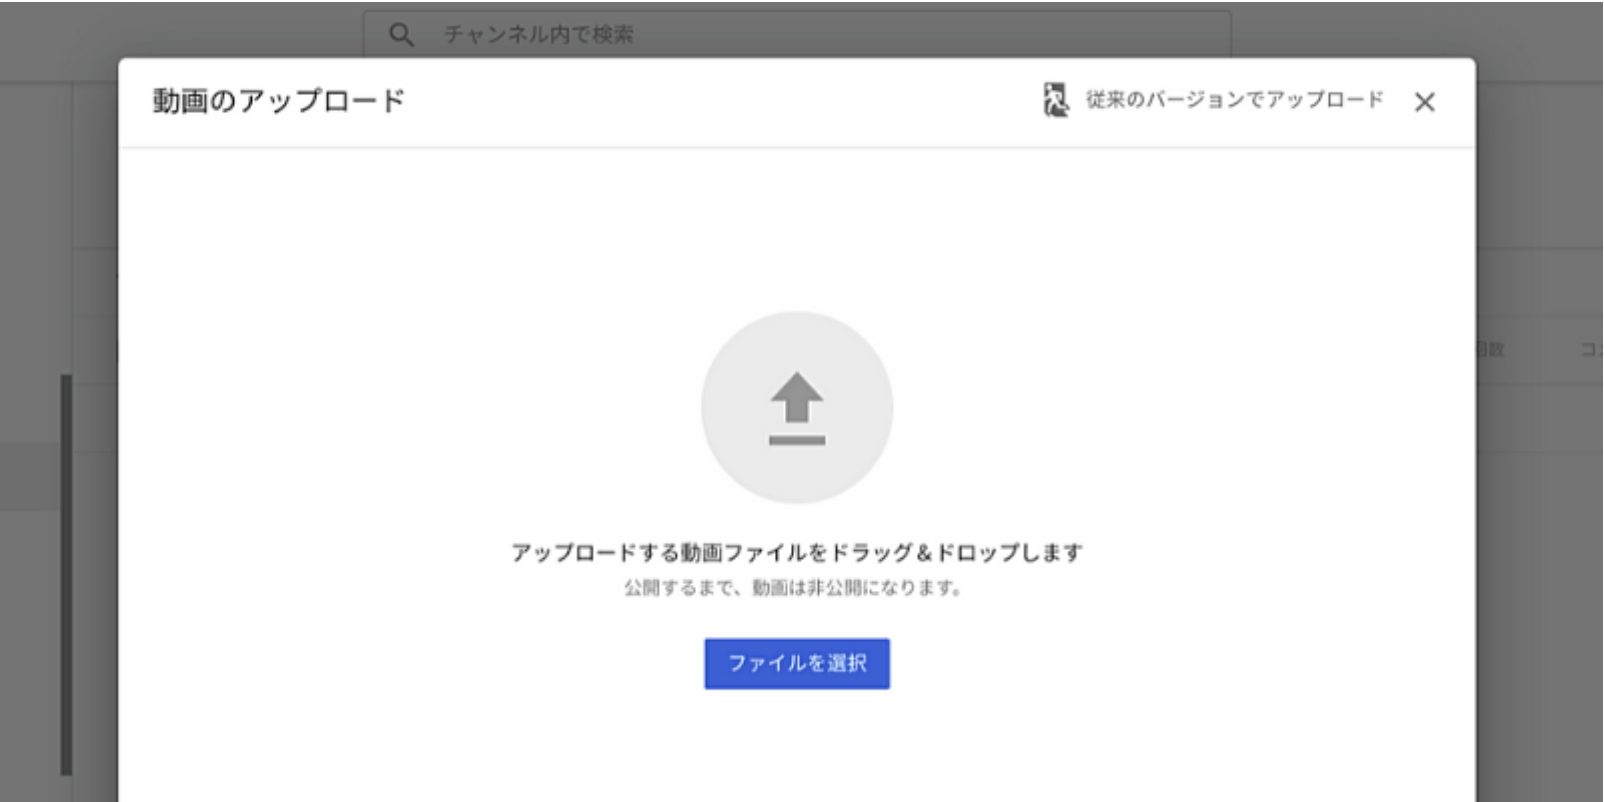 チャンネル内で検索
動画のアップロード
従来のバージョンでアップロード
アップロードする動画ファイルをドラッグ＆ドロップします
公開するまで、動画は非公開になります。
ファイルを選択